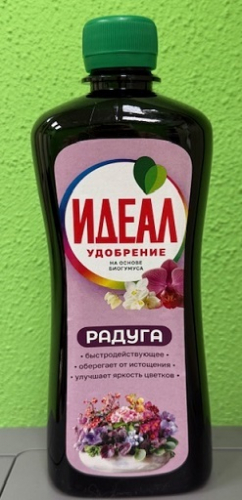 ИДЕАЛ
УДОБРЕНИЕ
НА ОСНОВЕ
БИОГУМУСА
РАДУГА
• быстродействующее •
• оберегает от истощения •
• улучшает яркость цветков •